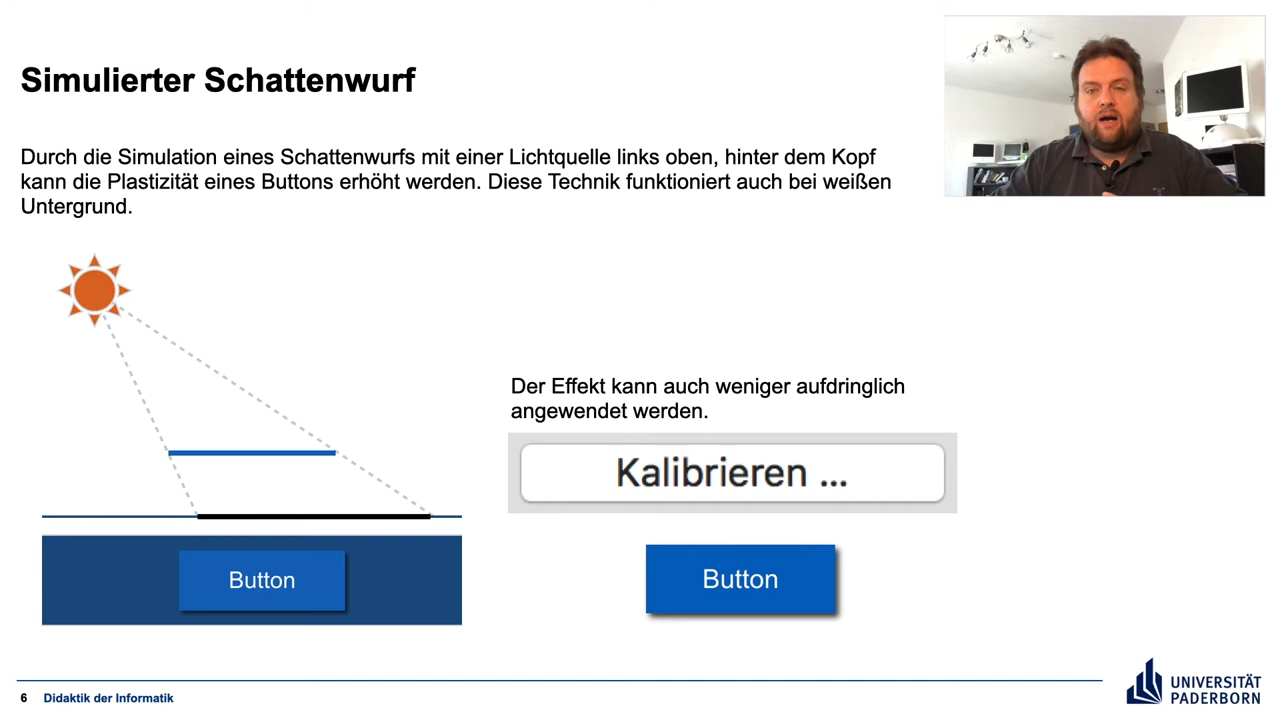 Simulierter Schattenwurf
Durch die Simulation eines Schattenwurfs mit einer Lichtquelle links oben, hinter dem Kopf
kann die Plastizität eines Buttons erhöht werden. Diese Technik funktioniert auch bei weißen
Untergrund.
Der Effekt kann auch weniger aufdringlich
angewendet werden.
Kalibrieren ...
Button
Button
6 Didaktik der Informatik
UNIVERSITÄT
PADERBORN